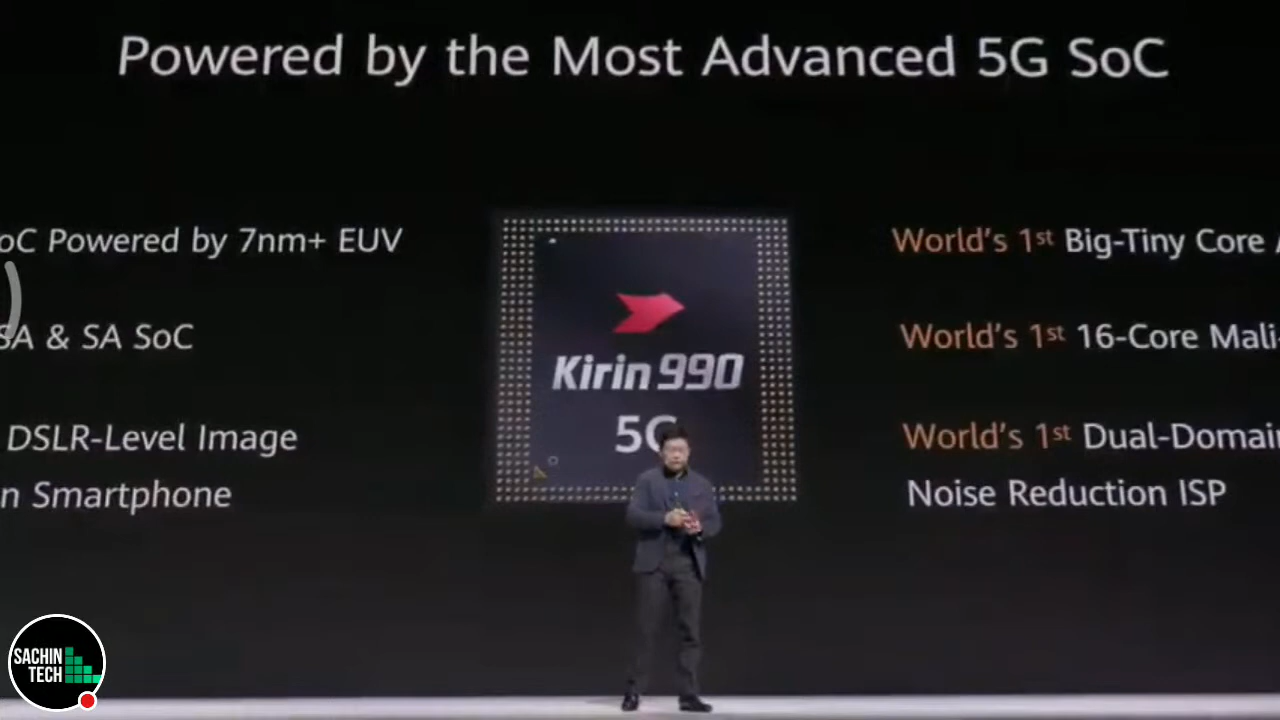 Powered by the Most Advanced 5G SoC
oC Powered by 7nm+ EUV
SA & SA SoC
DSLR-Level Image
n Smartphone
Kirin 990
5G
World's 1st Big-Tiny Core
World's 1st 16-Core Mali-
World's 1st Dual-Domain
Noise Reduction ISP
SACHIN
TECH